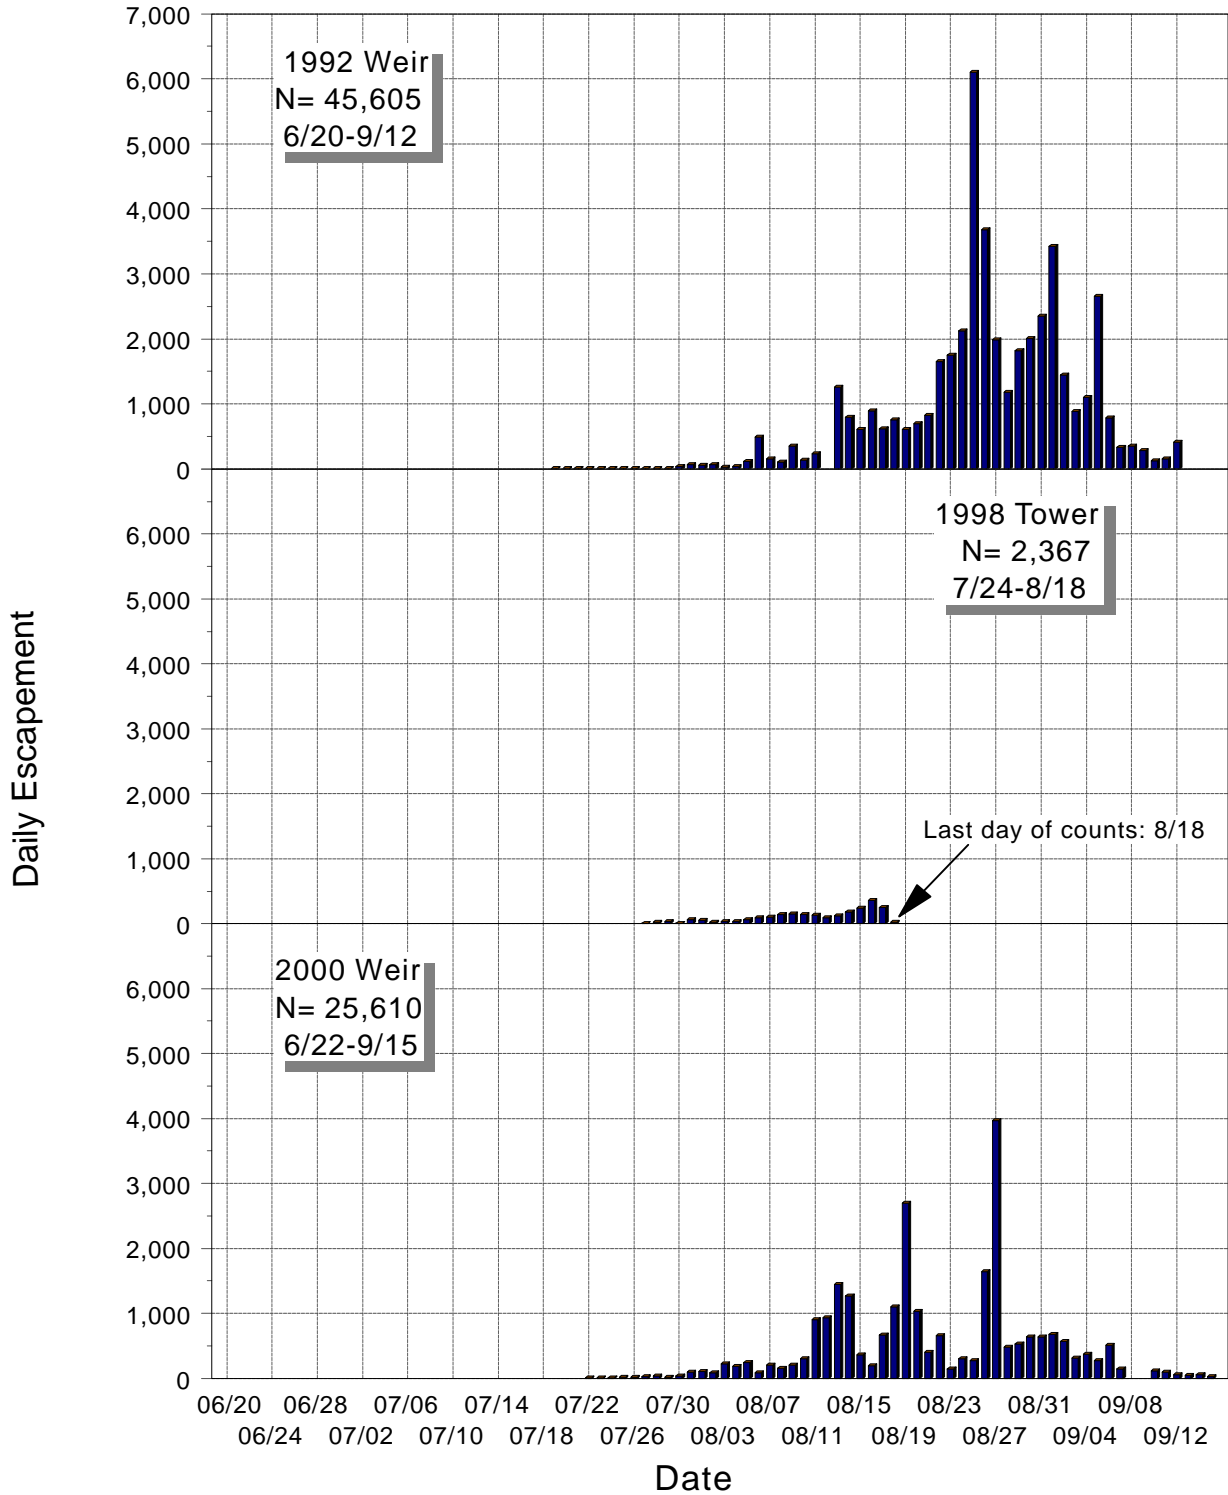 7,000
1992 Weir
N= 45,605
6/20-9/12
6,000
5,000
4,000
3,000
2,000
1,000
0
1998 Tower
N= 2,367
7/24-8/18
6,000
5,000
4,000
3,000
2,000
1,000
0
Last day of counts: 8/18
Daily Escapement
2000 Weir
N= 25,610
6/22-9/15
6,000
5,000
4,000
3,000
2,000
1,000
0
06/20 06/28 07/06 07/14 07/22 07/30 08/07 08/15 08/23 08/31 09/08
06/24 07/02 07/10 07/18 07/26 08/03 08/11 08/19 08/27 09/04 09/12
Date